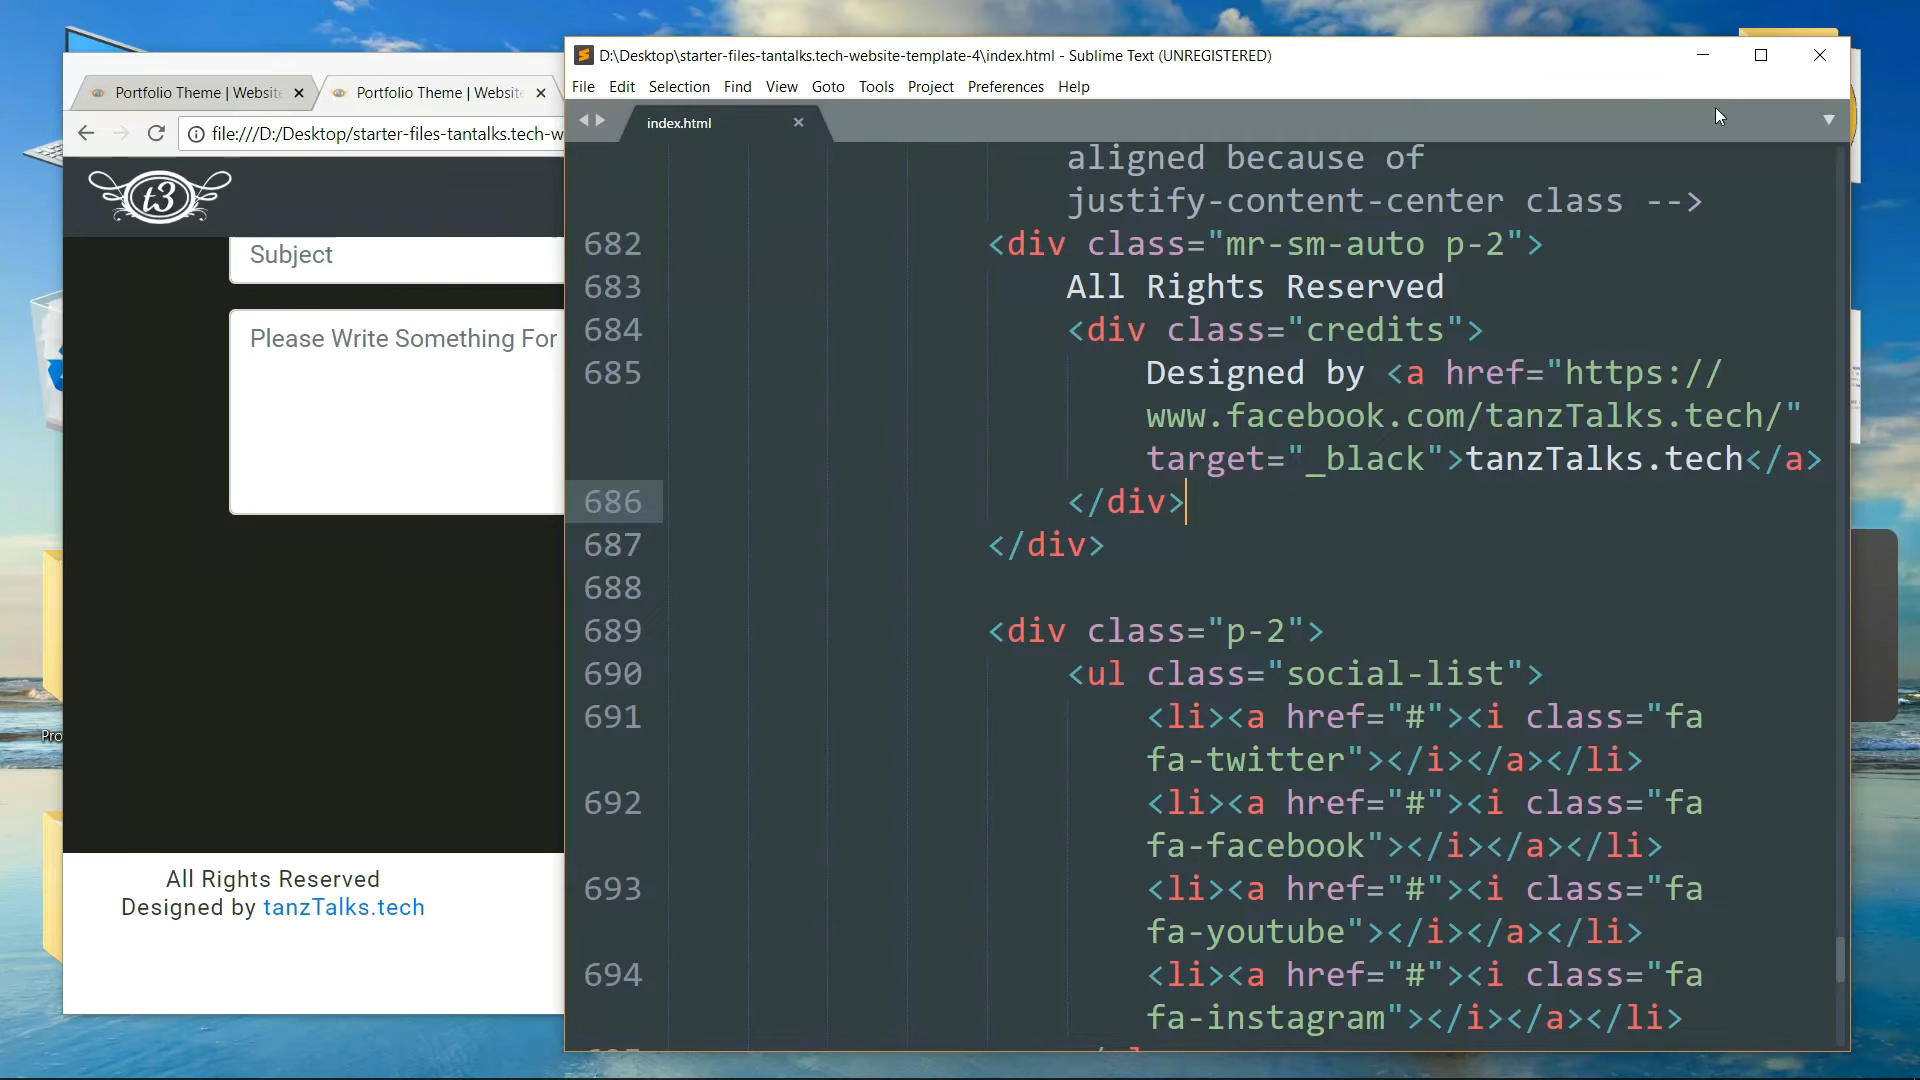 D:\Desktop\starter-files-tantalks.tech-website-template-4\index.html - Sublime Text (UNREGISTERED)
File Edit Selection Find View Goto Tools Project Preferences Help
index.html
Portfolio Theme | Website
Portfolio Theme | Website
file:///D:/Desktop/starter-files-tantalks.tech-w
t3
Subject
Please Write Something For
Pro
All Rights Reserved
Designed by tanzTalks.tech
aligned because of
justify-content-center class -->
682 <div class="mr-sm-auto p-2">
683 All Rights Reserved
684 <div class="credits">
685 Designed by <a href="https://
www.facebook.com/tanzTalks.tech/"
target="_black">tanzTalks.tech</a>
686 </div>
687 </div>
688
689 <div class="p-2">
690 <ul class="social-list">
691 <li><a href="#"><i class="fa
fa-twitter"></i></a></li>
692 <li><a href="#"><i class="fa
fa-facebook"></i></a></li>
693 <li><a href="#"><i class="fa
fa-youtube"></i></a></li>
694 <li><a href="#"><i class="fa
fa-instagram"></i></a></li>